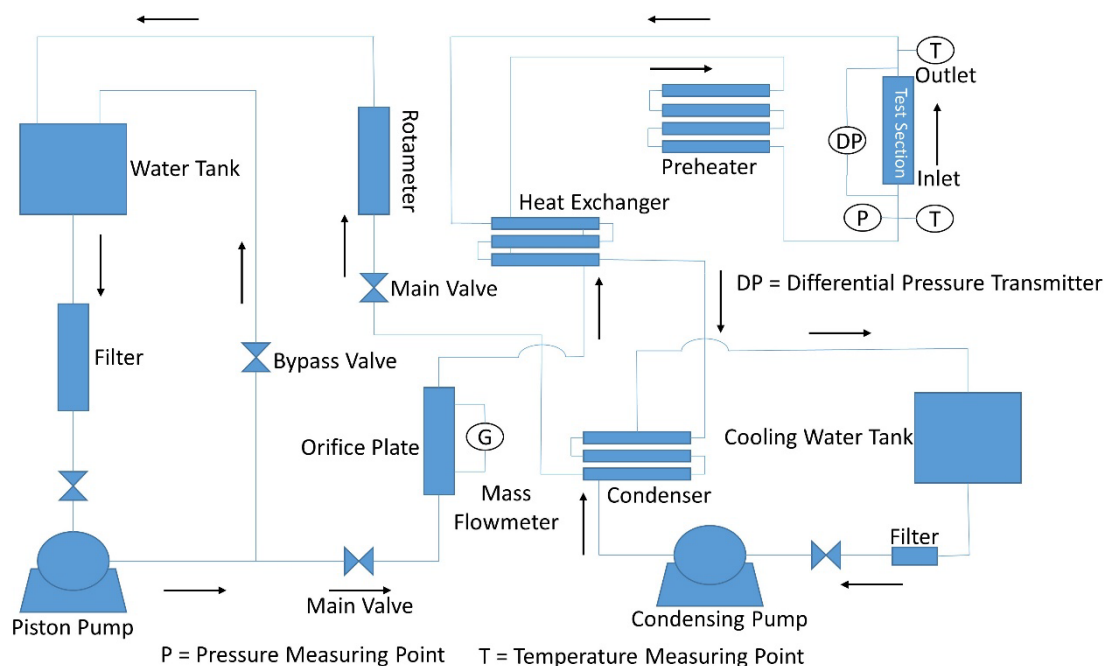 T
Outlet
Test Section
DP
Inlet
P
T
Preheater
Rotameter
Water Tank
Heat Exchanger
Main Valve
DP = Differential Pressure Transmitter
Filter
Bypass Valve
Orifice Plate
G
Mass
Flowmeter
Cooling Water Tank
Condenser
Filter
Main Valve
Piston Pump
Condensing Pump
P = Pressure Measuring Point
T = Temperature Measuring Point